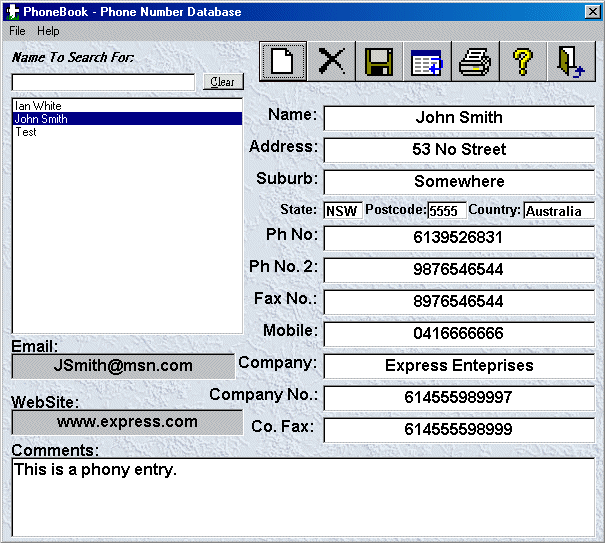 PhoneBook - Phone Number Database
File Help
Name To Search For:
Clear
Ian White
John Smith
Test
Name: John Smith
Address: 53 No Street
Suburb: Somewhere
State: NSW Postcode: 5555 Country: Australia
Ph No: 6139526831
Ph No. 2: 9876546544
Fax No.: 8976546544
Mobile: 0416666666
Email:
JSmith@msn.com
Company: Express Enteprises
WebSite:
www.express.com
Company No.: 614555989997
Co. Fax: 614555598999
Comments:
This is a phony entry.